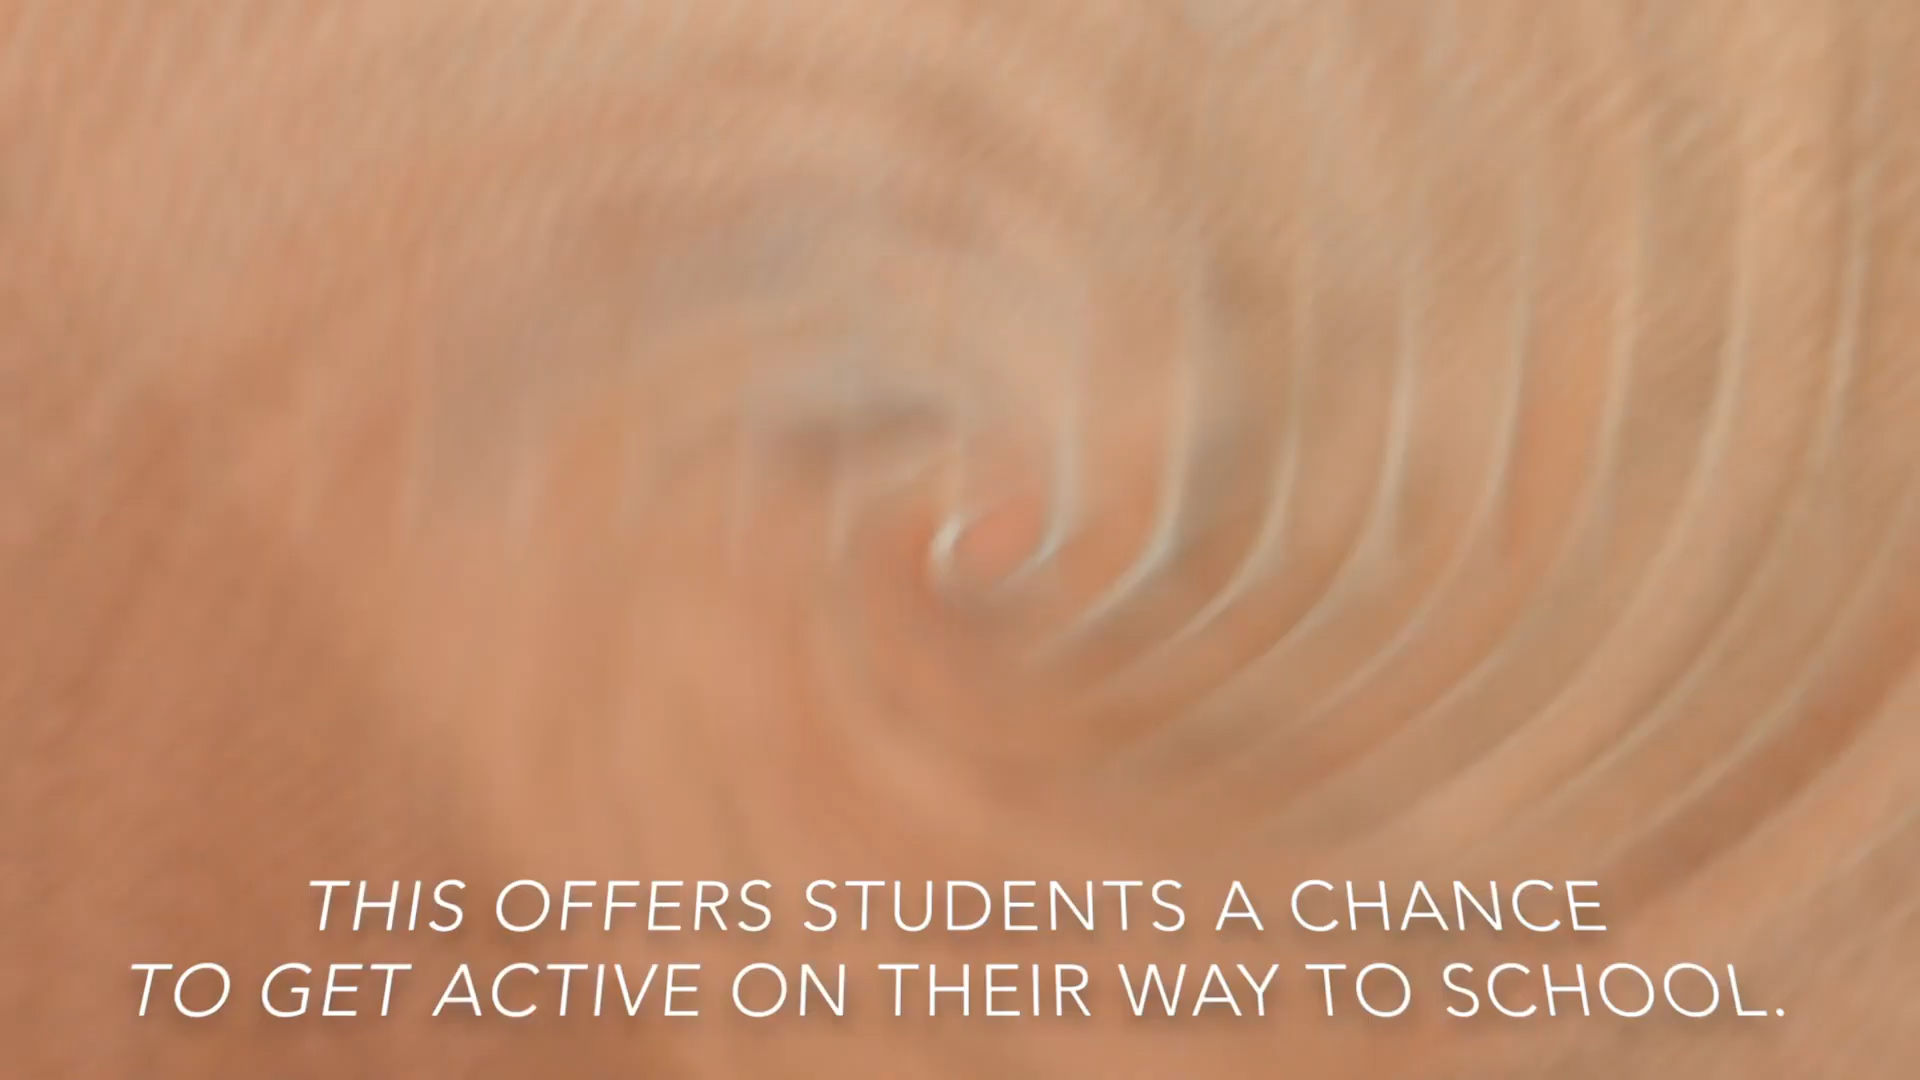 THIS OFFERS STUDENTS A CHANCE
TO GET ACTIVE ON THEIR WAY TO SCHOOL.